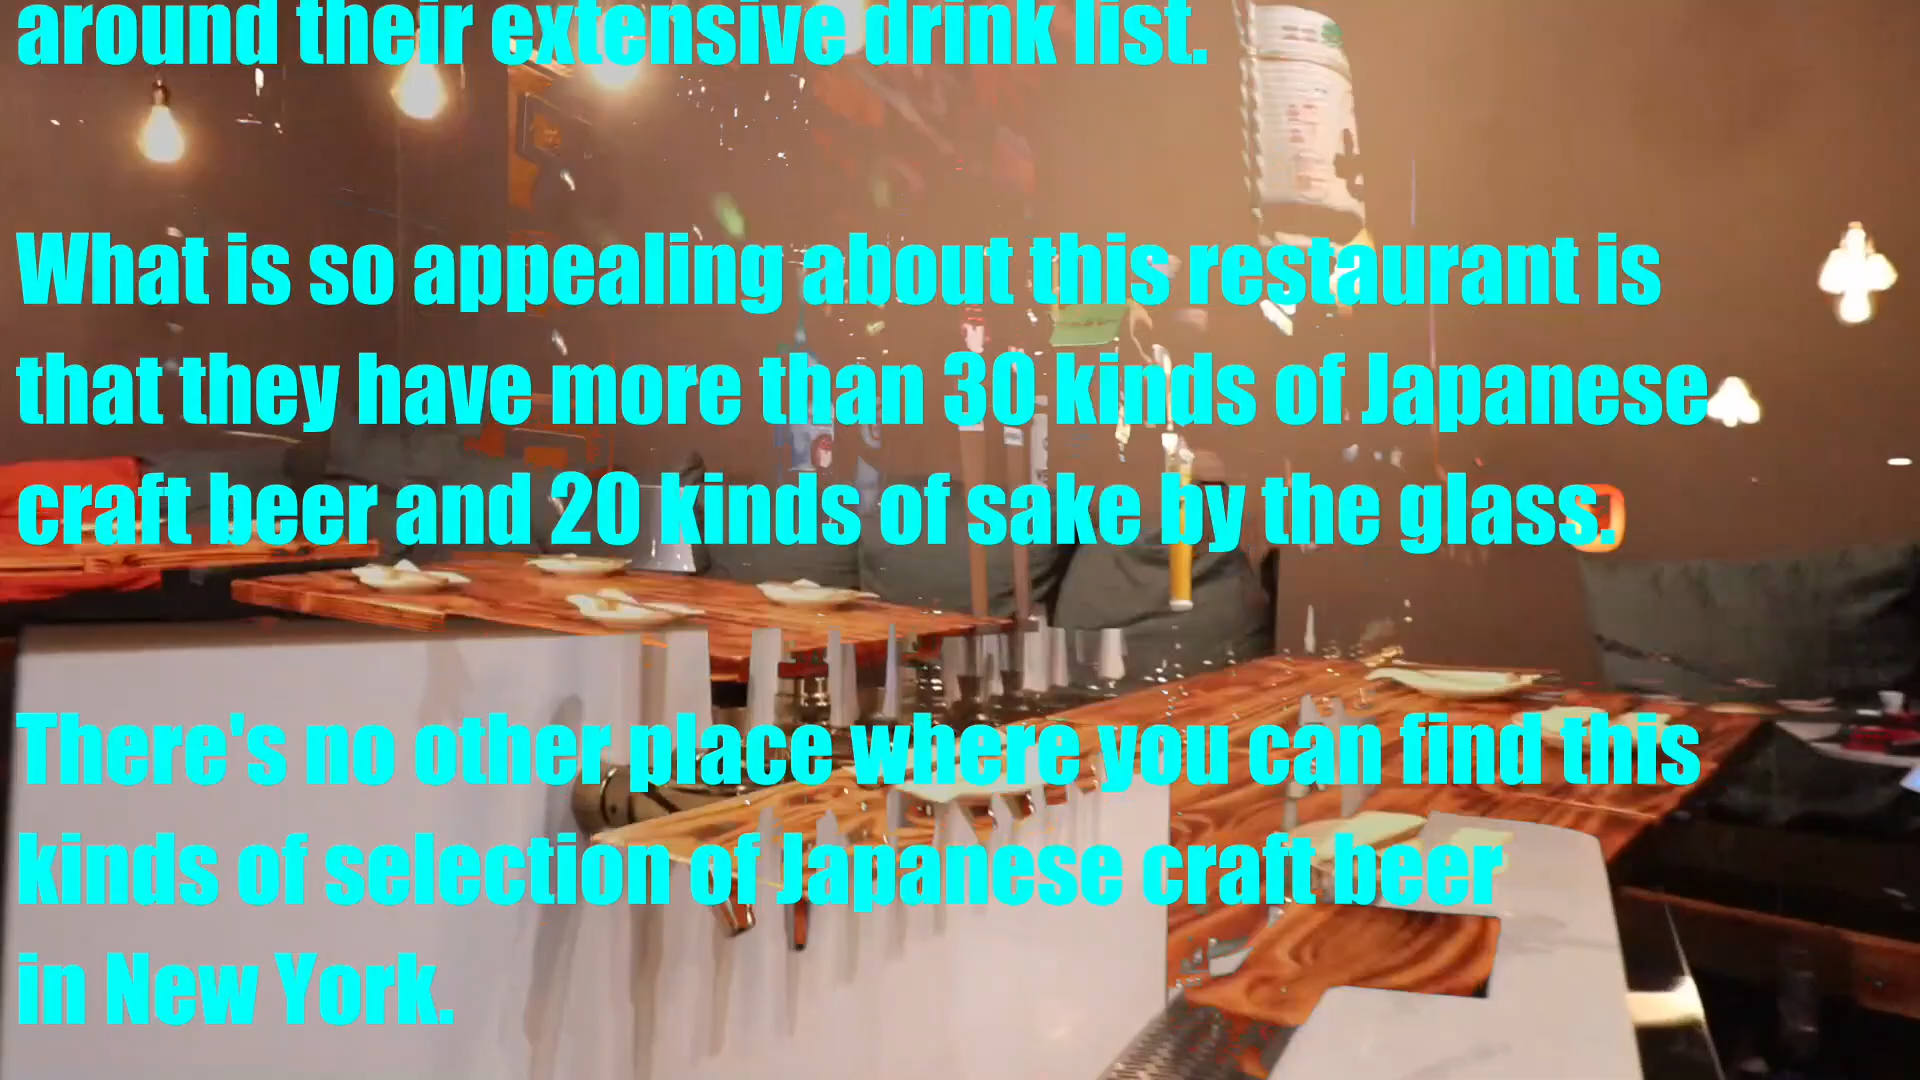 around their extensive drink list.
What is so appealing about this restaurant is
that they have more than 30 kinds of Japanese
craft beer and 20 kinds of sake by the glass.
There's no other place where you can find this
kinds of selection of Japanese craft beer
in New York.